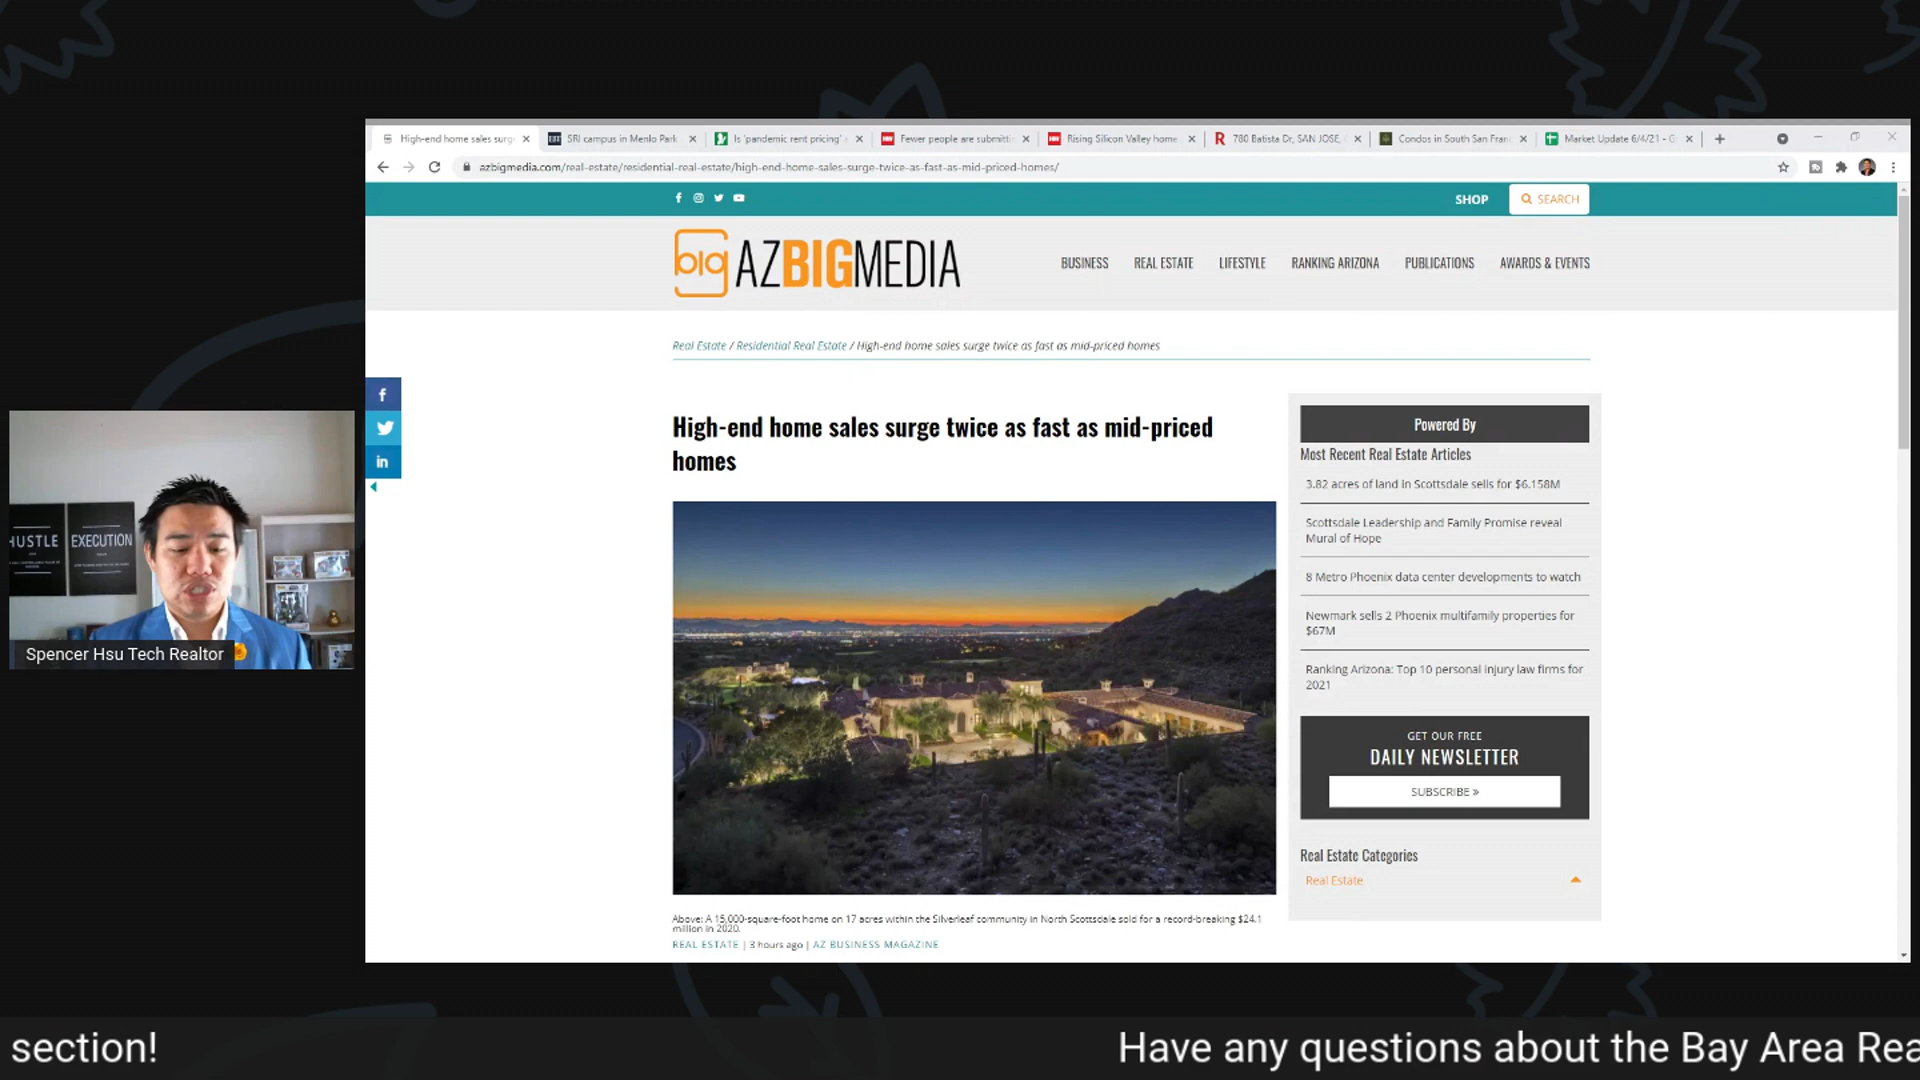 High-end home sales surg
SRI campus in Menlo Park
Is 'pandemic rent pricing'
Fewer people are submitti
Rising Silicon Valley home
780 Batista Dr, SAN JOSE,
Condos in South San Fran
Market Update 6/4/21 - G
azbigmedia.com/real-estate/residential-real-estate/high-end-home-sales-surge-twice-as-fast-as-mid-priced-homes/
SHOP
SEARCH
big AZBIGMEDIA
BUSINESS REAL ESTATE LIFESTYLE RANKING ARIZONA PUBLICATIONS AWARDS & EVENTS
Real Estate / Residential Real Estate / High-end home sales surge twice as fast as mid-priced homes
High-end home sales surge twice as fast as mid-priced
homes
Above: A 15,000-square-foot home on 17 acres within the Silverleaf community in North Scottsdale sold for a record-breaking $24.1
million in 2020.
REAL ESTATE | 3 hours ago | AZ BUSINESS MAGAZINE
Powered By
Most Recent Real Estate Articles
3.82 acres of land in Scottsdale sells for $6.158M
Scottsdale Leadership and Family Promise reveal
Mural of Hope
8 Metro Phoenix data center developments to watch
Newmark sells 2 Phoenix multifamily properties for
$67M
Ranking Arizona: Top 10 personal injury law firms for
2021
GET OUR FREE
DAILY NEWSLETTER
SUBSCRIBE »
Real Estate Categories
Real Estate
HUSTLE
EXECUTION
Spencer Hsu Tech Realtor
section!
Have any questions about the Bay Area Rea